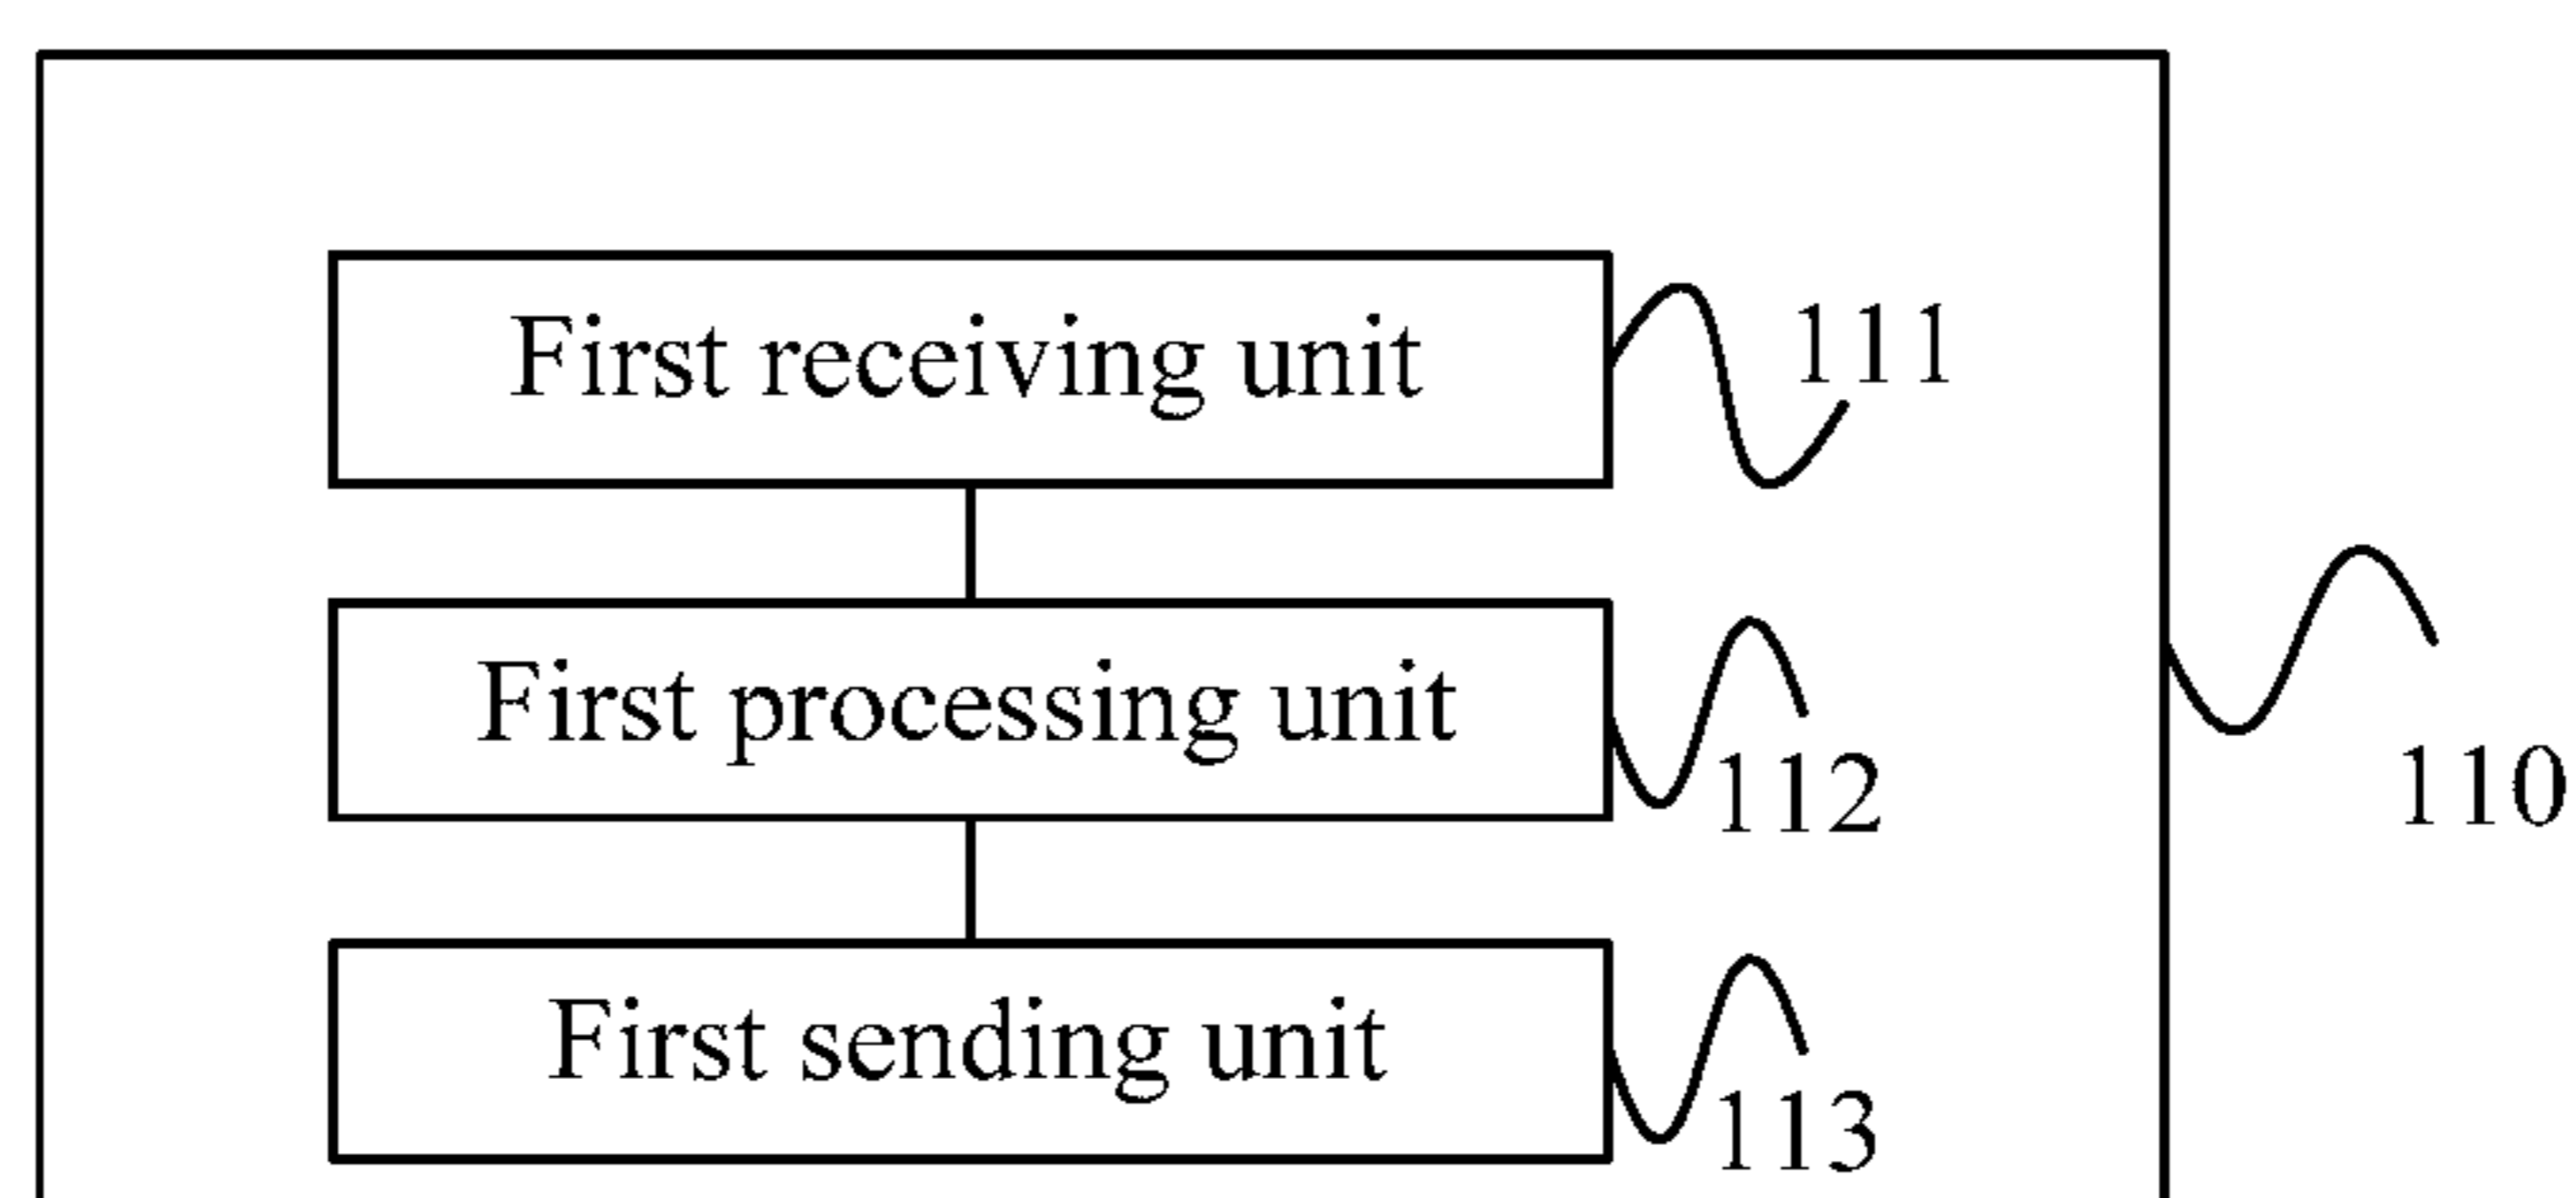 First receiving unit
111
First processing unit
112
110
First sending unit
113